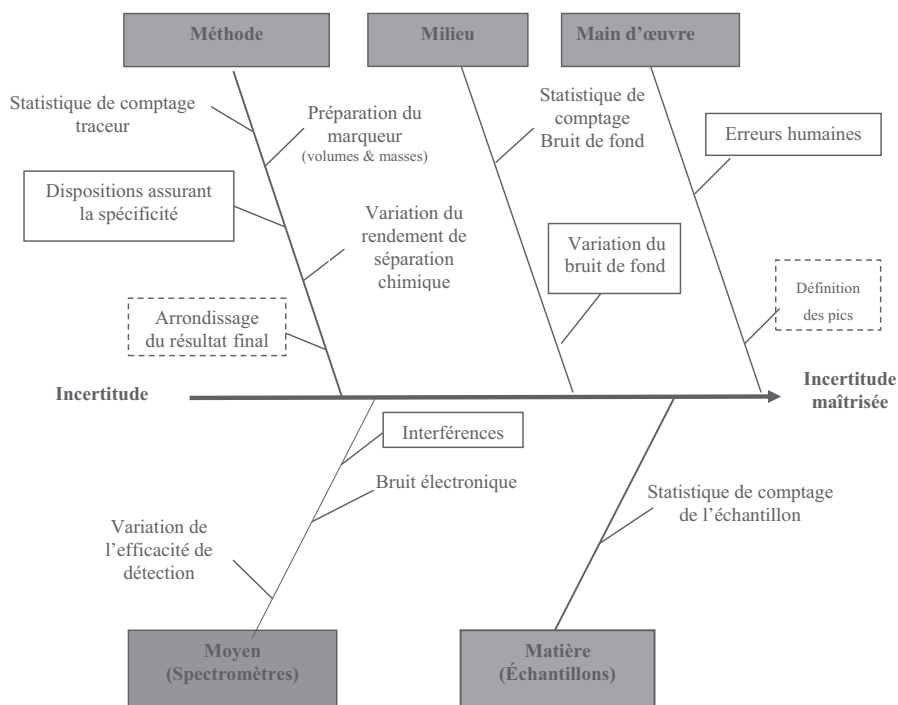 Méthode
Milieu
Main d’œuvre
Statistique de comptage
traceur
Préparation du
marqueur
(volumes & masses)
Statistique de
comptage
Bruit de fond
Erreurs humaines
Dispositions assurant
la spécificité
Variation du
rendement de
séparation
chimique
Variation du
bruit de fond
Définition
des pics
Arrondissage
du résultat final
Incertitude
Incertitude
maîtrisée
Interférences
Bruit électronique
Statistique de comptage
de l’échantillon
Variation de
l’efficacité de
détection
Moyen
(Spectromètres)
Matière
(Échantillons)